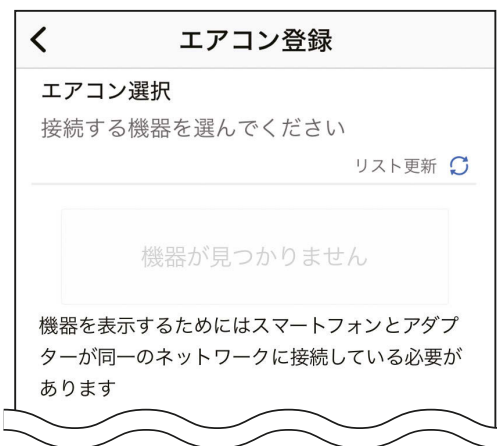 エアコン登録
エアコン選択
接続する機器を選んでください
リスト更新
機器が見つかりません
機器を表示するためにはスマートフォンとアダプ
ターが同一のネットワークに接続している必要が
あります